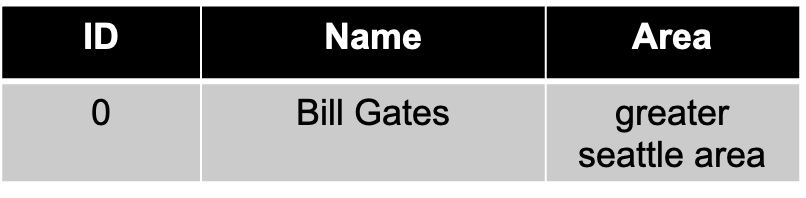 ID Name Area
0 Bill Gates greater
seattle area